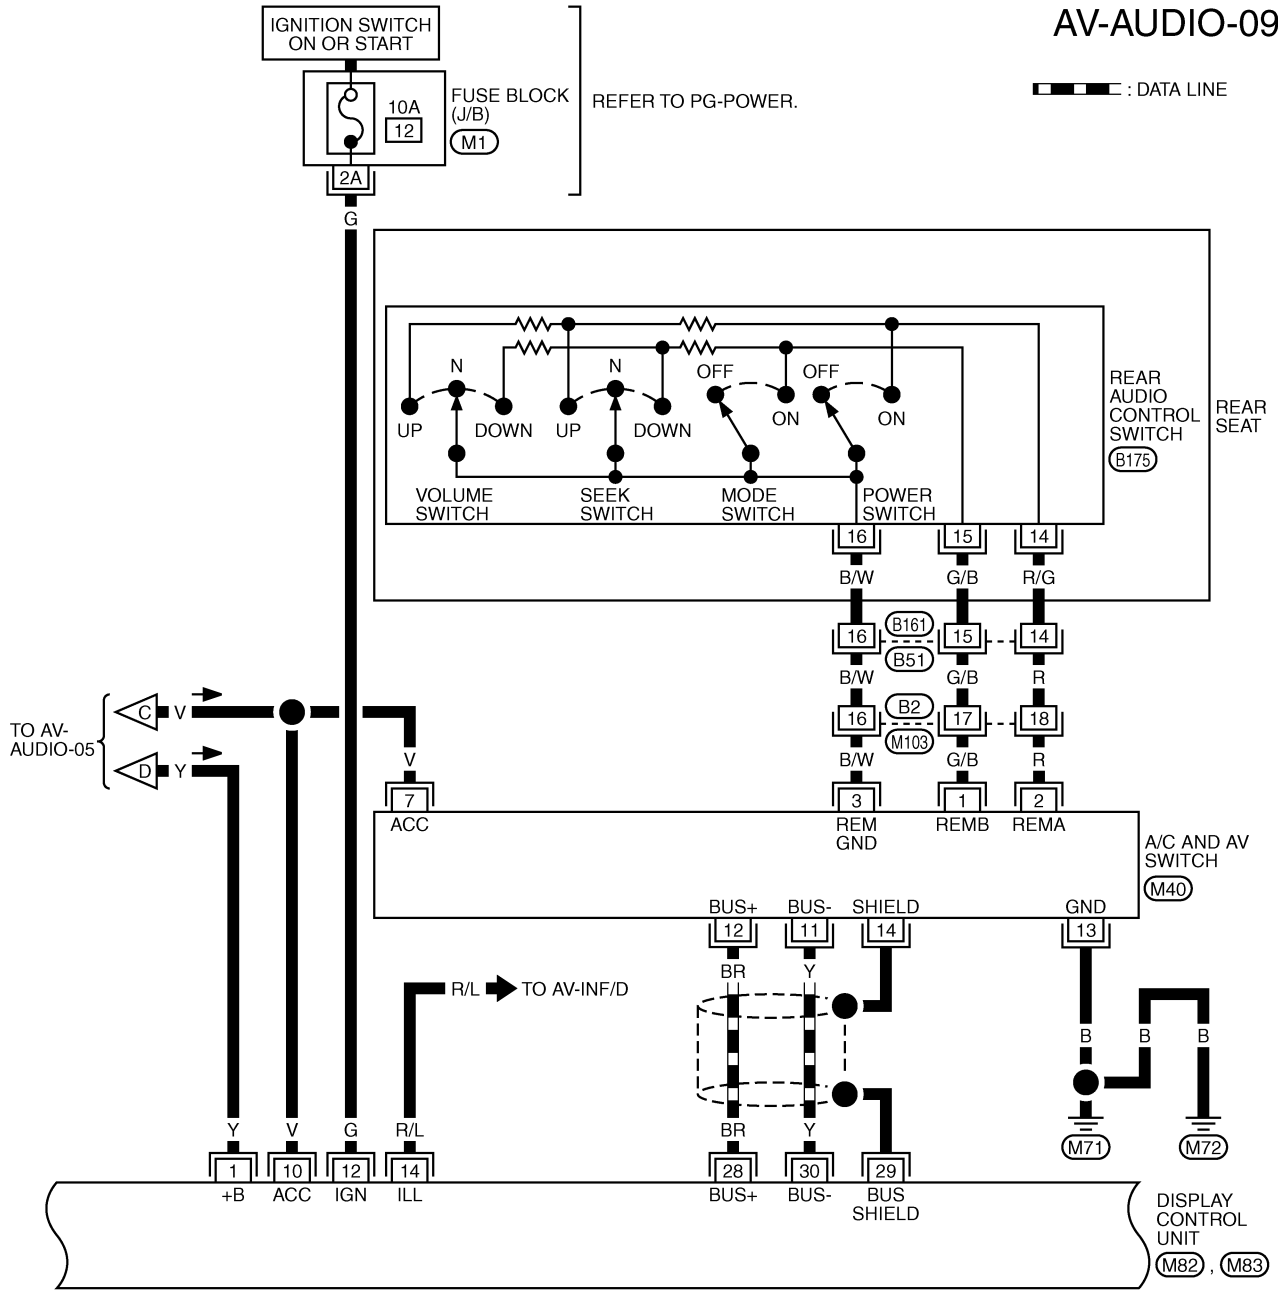 AV-AUDIO-09
IGNITION SWITCH
ON OR START
: DATA LINE
10A
12
FUSE BLOCK
(J/B)
M1
REFER TO PG-POWER.
2A
G
N
N
OFF
OFF
UP
DOWN
UP
DOWN
ON
ON
REAR
AUDIO
CONTROL
SWITCH
B175
REAR
SEAT
VOLUME
SWITCH
SEEK
SWITCH
MODE
SWITCH
POWER
SWITCH
16
15
14
B/W
G/B
R/G
16
B161
B51
15
14
B/W
G/B
R
16
B2
M103
17
18
B/W
G/B
R
TO AV-
AUDIO-05
C
V
D
Y
V
7
3
1
2
ACC
REM
GND
REMB
REMA
A/C AND AV
SWITCH
M40
BUS+
BUS-
SHIELD
GND
12
11
14
13
BR
Y
R/L
TO AV-INF/D
B
B
B
Y
V
G
R/L
BR
Y
M71
M72
1
10
12
14
28
30
29
+B
ACC
IGN
ILL
BUS+
BUS-
BUS
SHIELD
DISPLAY
CONTROL
UNIT
M82 , M83